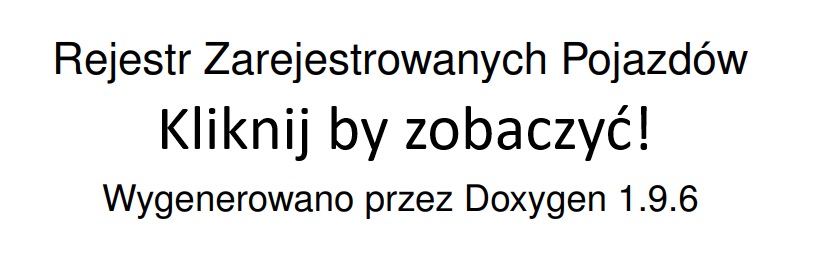 Rejestr Zarejestrowanych Pojazdów
Kliknij by zobaczyć!
Wygenerowano przez Doxygen 1.9.6